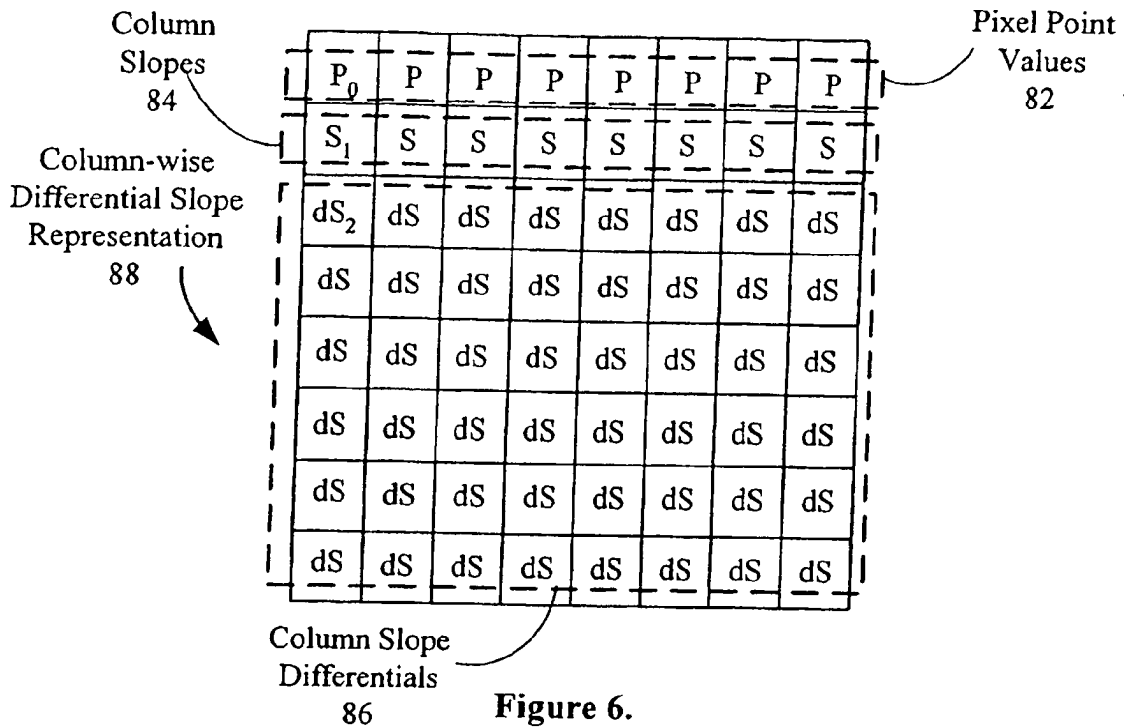 Column
Slopes
84
Pixel Point
Values
82
Column-wise
Differential Slope
Representation
88
P₀ P P P P P P P
S₁ S S S S S S S
dS₂ dS dS dS dS dS dS dS
dS dS dS dS dS dS dS dS
dS dS dS dS dS dS dS dS
dS dS dS dS dS dS dS dS
dS dS dS dS dS dS dS dS
dS dS dS dS dS dS dS dS
Column Slope
Differentials
86
Figure 6.